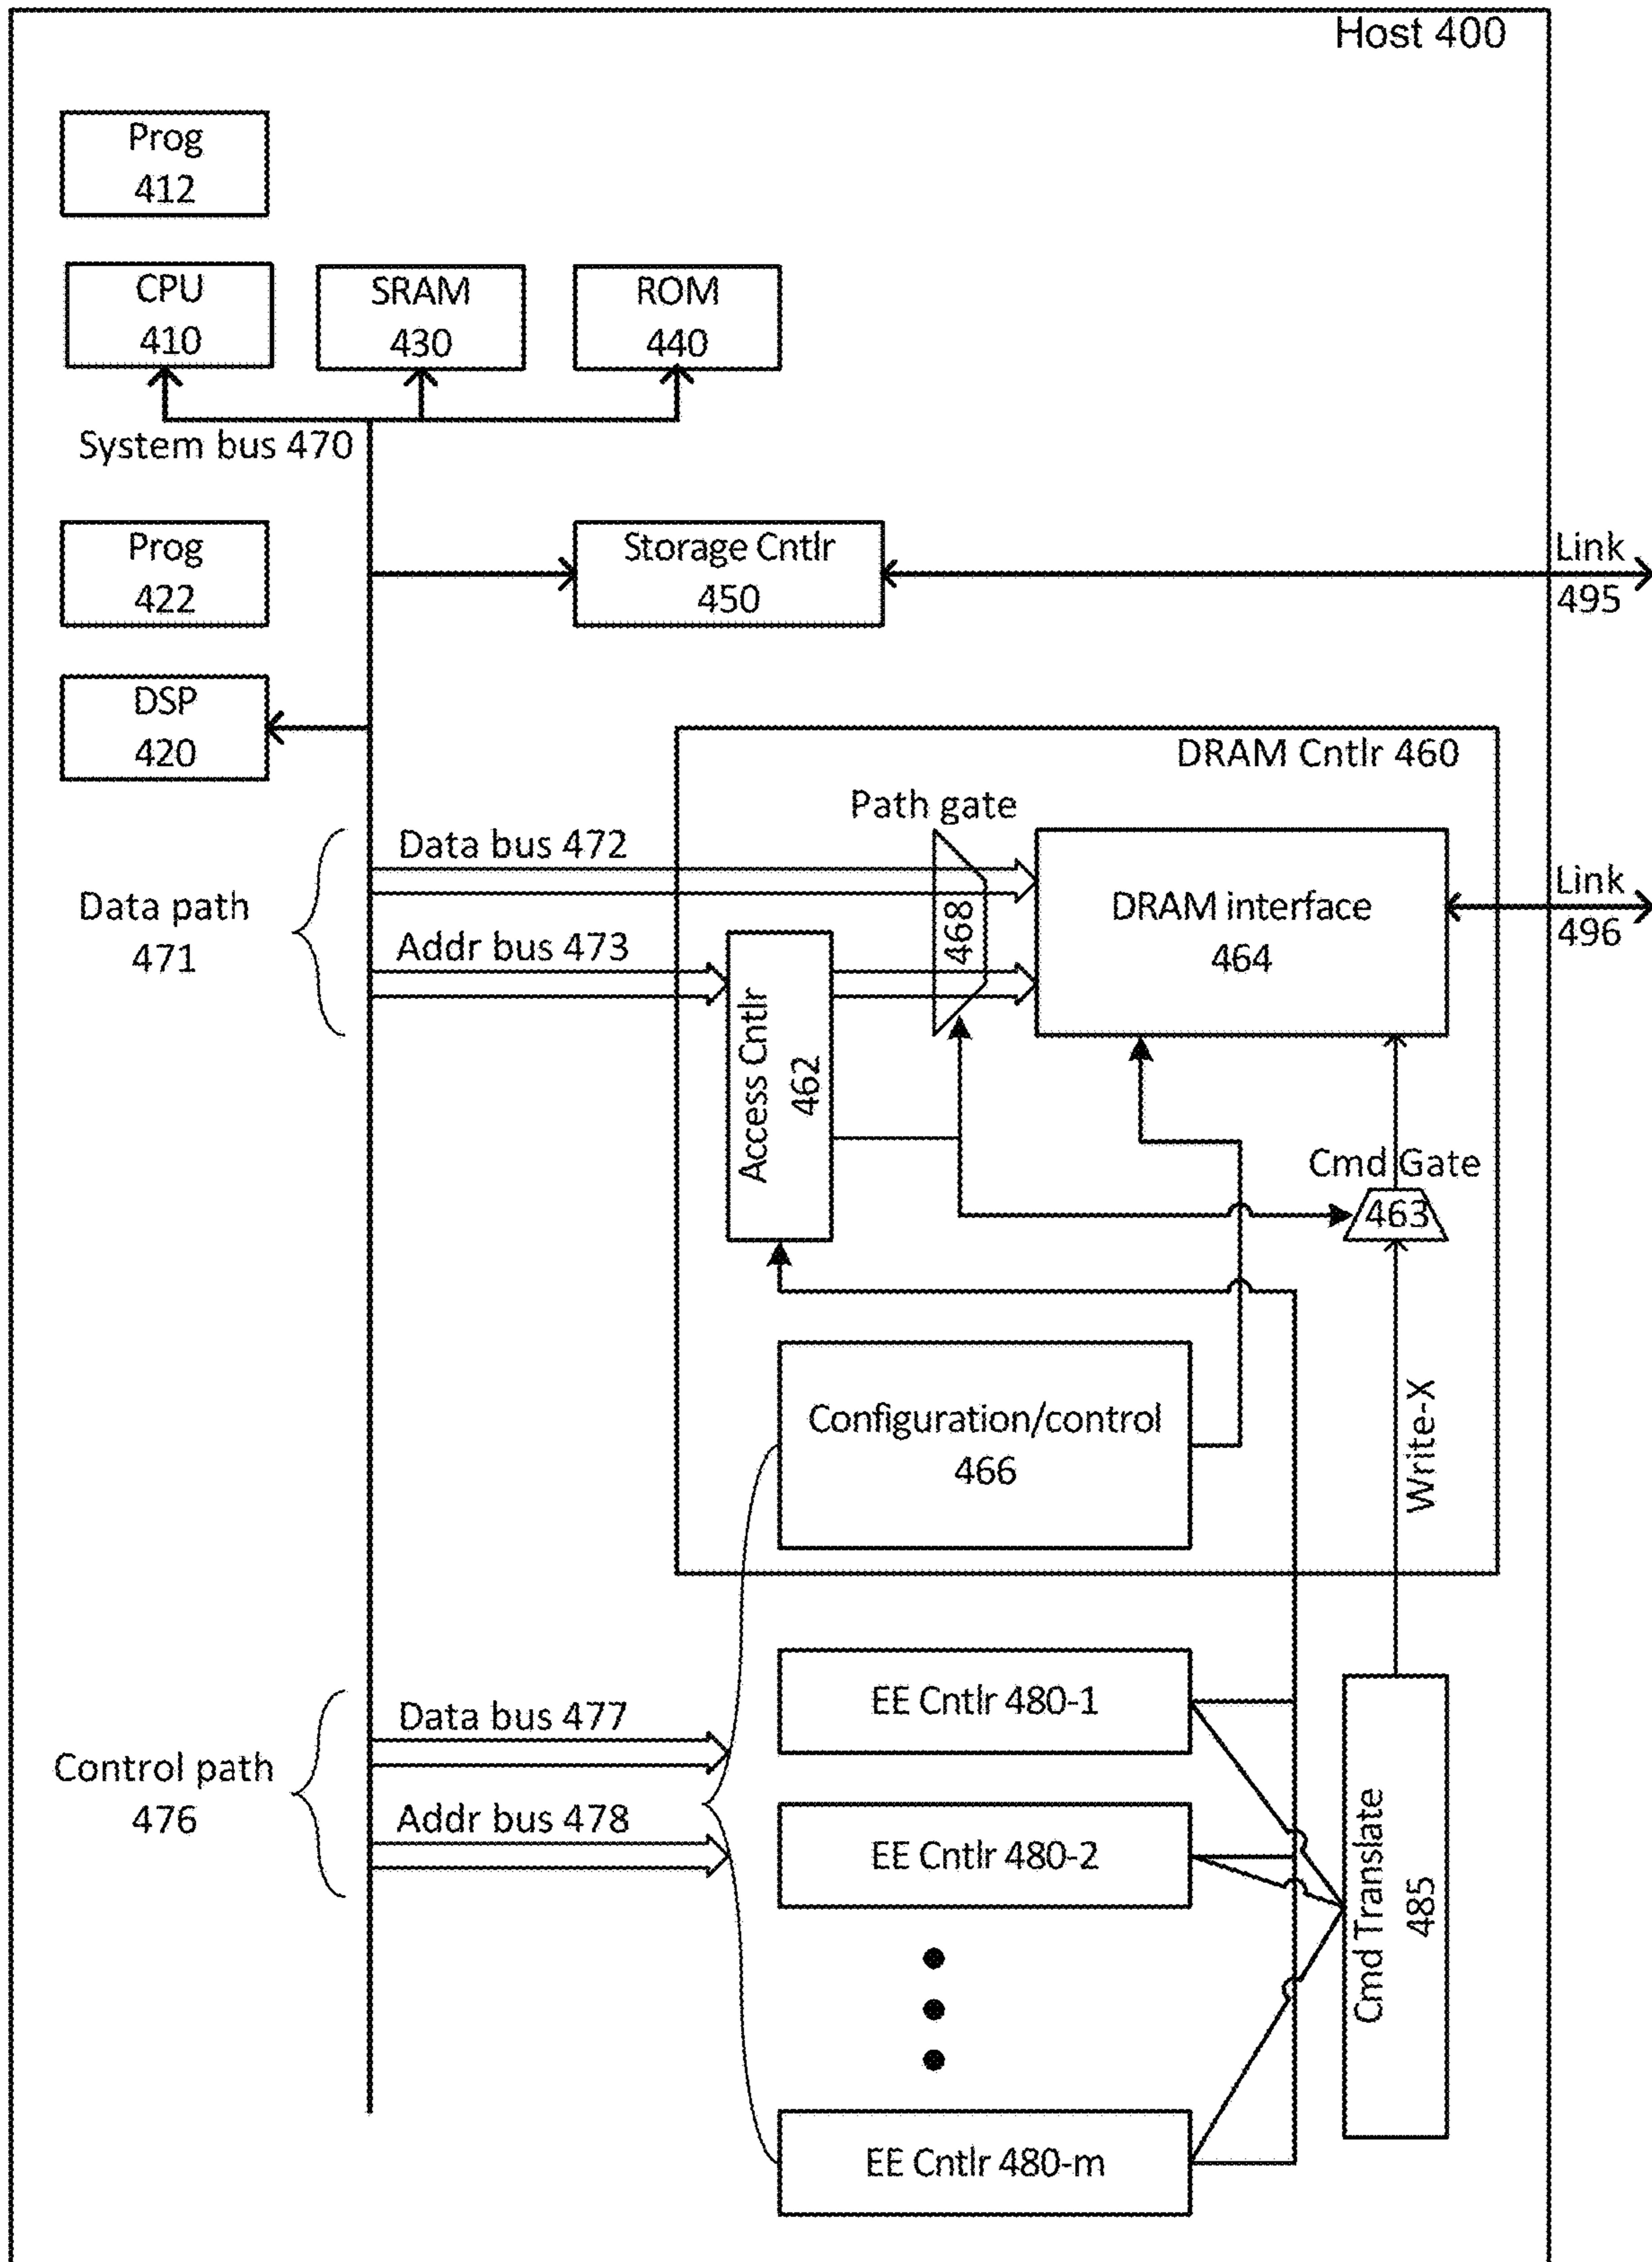 Host 400
Prog
412
CPU
410
SRAM
430
ROM
440
System bus 470
Prog
422
Storage Cntlr
450
Link
495
DSP
420
DRAM Cntlr 460
Path gate
Data bus 472
468
DRAM interface
464
Link
496
Data path
471
Addr bus 473
Access Cntlr
462
Cmd Gate
463
Configuration/control
466
Write-X
EE Cntlr 480-1
Data bus 477
Control path
476
Addr bus 478
EE Cntlr 480-2
Cmd Translate
485
EE Cntlr 480-m